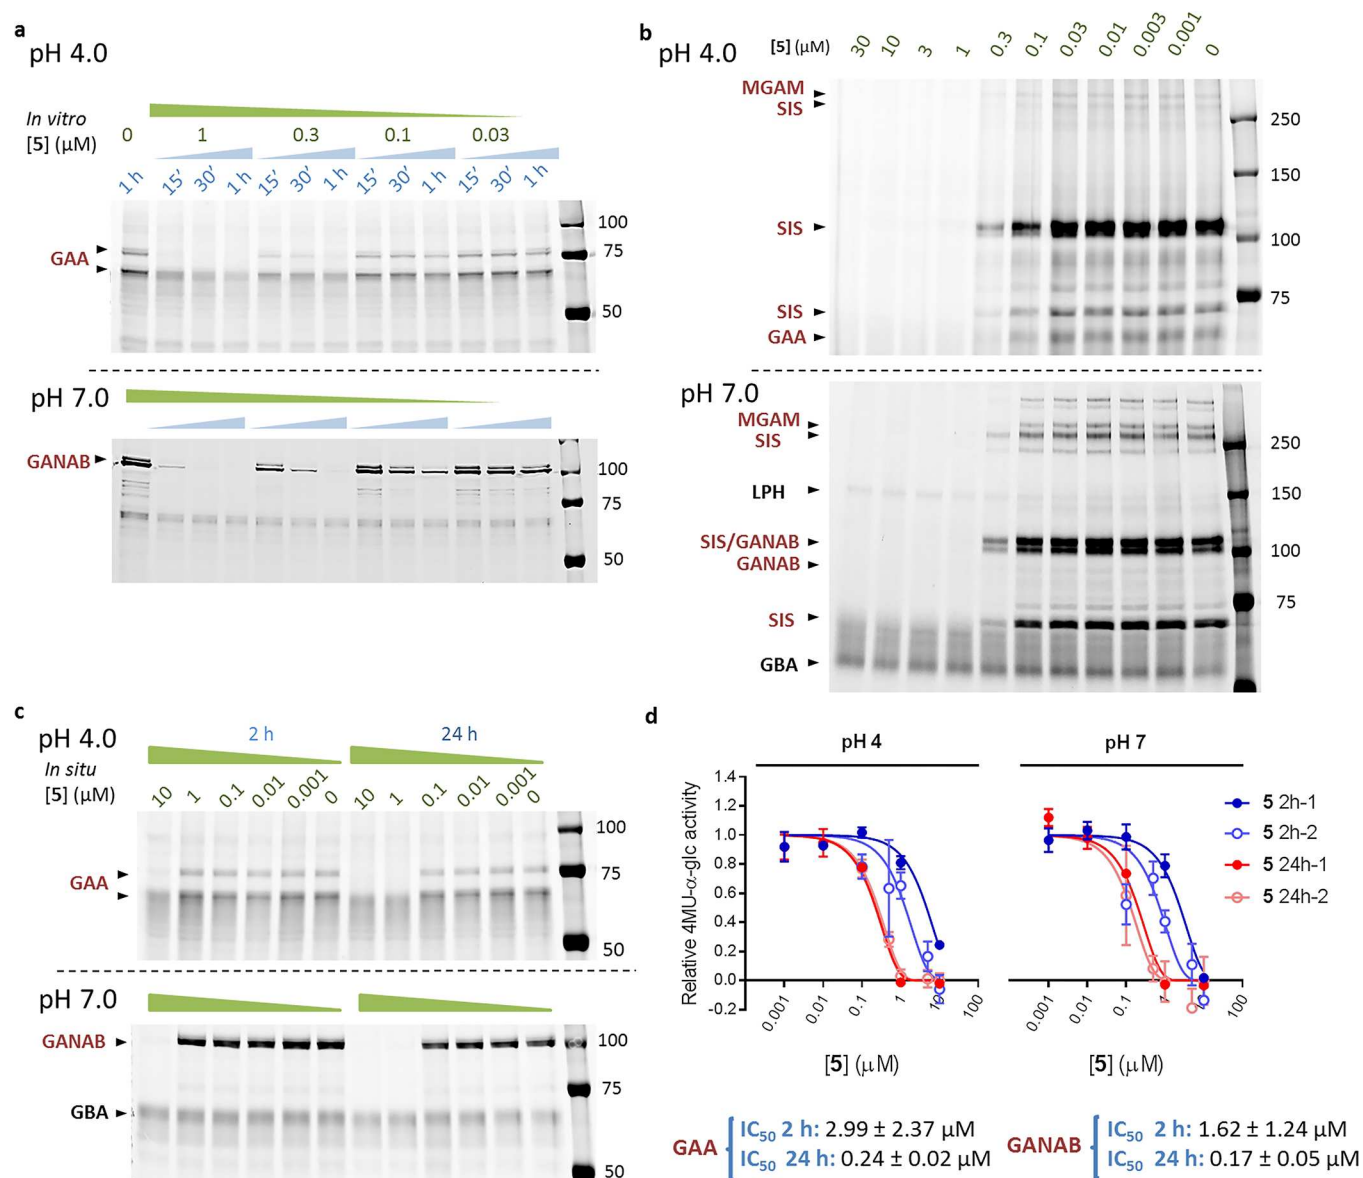 a
pH 4.0
In vitro
[5] (µM)
0 1 0.3 0.1 0.03
1 h 15′ 30′ 1 h 15′ 30′ 1 h 15′ 30′ 1 h 15′ 30′ 1 h
GAA
100
75
50
pH 7.0
GANAB
100
75
50
b
pH 4.0
[5] (µM) 30 10 3 1 0.3 0.1 0.03 0.01 0.003 0.001 0
MGAM
SIS
SIS
SIS
GAA
250
150
100
75
pH 7.0
MGAM
SIS
LPH
SIS/GANAB
GANAB
SIS
GBA
250
150
100
75
c
pH 4.0
2 h 24 h
In situ
[5] (µM)
10 1 0.1 0.01 0.001 0 10 1 0.1 0.01 0.001 0
GAA
100
75
50
pH 7.0
GANAB
GBA
100
75
50
d
pH 4
Relative 4MU-α-glc activity
1.4
1.2
1.0
0.8
0.6
0.4
0.2
0.0
-0.2
0.001 0.01 0.1 1 10 100
[5] (µM)
pH 7
0.001 0.01 0.1 1 100
[5] (µM)
5 2h-1
5 2h-2
5 24h-1
5 24h-2
GAA
IC50 2 h: 2.99 ± 2.37 µM
IC50 24 h: 0.24 ± 0.02 µM
GANAB
IC50 2 h: 1.62 ± 1.24 µM
IC50 24 h: 0.17 ± 0.05 µM